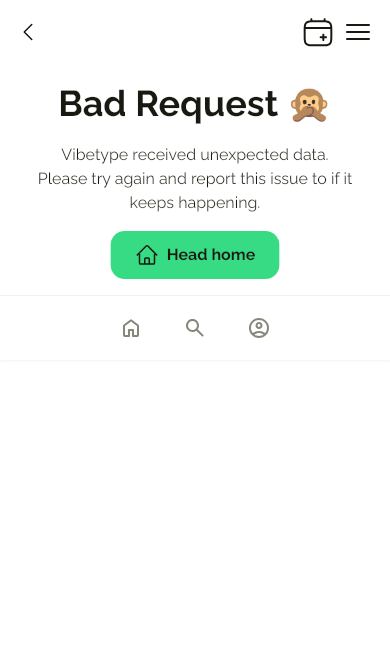 Bad Request 🙊
Vibetype received unexpected data.
Please try again and report this issue to if it
keeps happening.
Head home